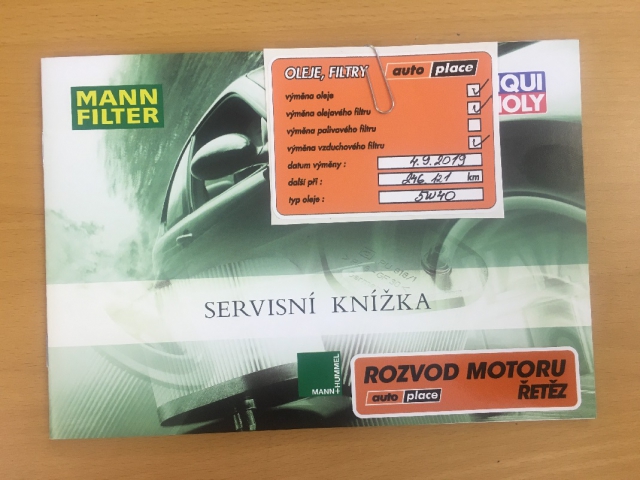 MANN
FILTER
OLEJE, FILTRY auto place
výměna oleje
výměna olejového filtru
výměna palivového filtru
výměna vzduchového filtru
datum výměny : 4.9.2019
další při : 246 121 km
typ oleje : 5W40
QUI
MOLY
SERVISNÍ KNÍŽKA
MANN+HUMMEL
ROZVOD MOTORU
ŘETĚZ
auto place